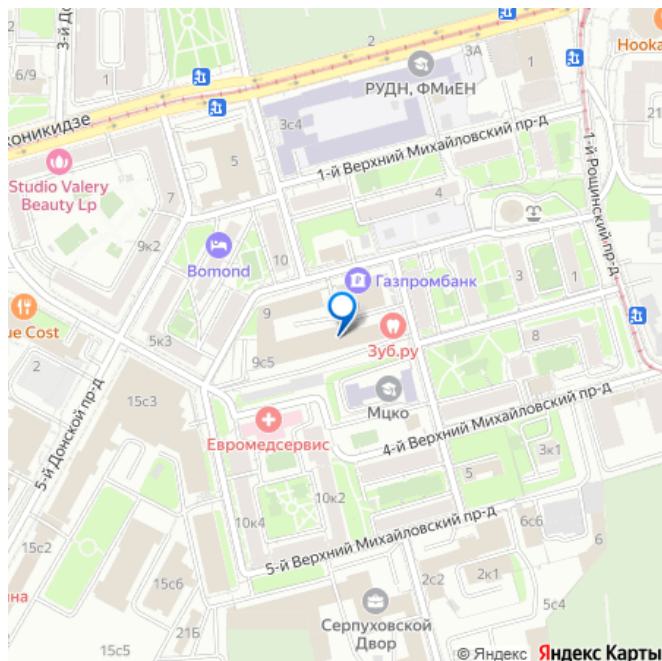 3-й Д
2
3А
1
Hooka
6/9
1
РУДН, ФМиЕН
21Б
коникидзе
3с4
1-й Верхний Михайловский пр-д
1-й Рощинский пр-д
5
Studio Valery
Beauty Lp
7
4
9к2
10
Bomond
Газпромбанк
3
1
ue Cost
9
5к3
Зуб.ру
8
9с5
2
15с3
Мцко
4-й Верхний Михайловский пр-д
5-й Донской пр-д
Евромедсервис
3к1
5
10к2
10к4
5-й Верхний Михайловский пр-д
6с6
6
15с2
15с6
2с2
2к1
ина
5с4
21Б
Серпуховской
Двор
15с5
© Яндекс Яндекс Карты